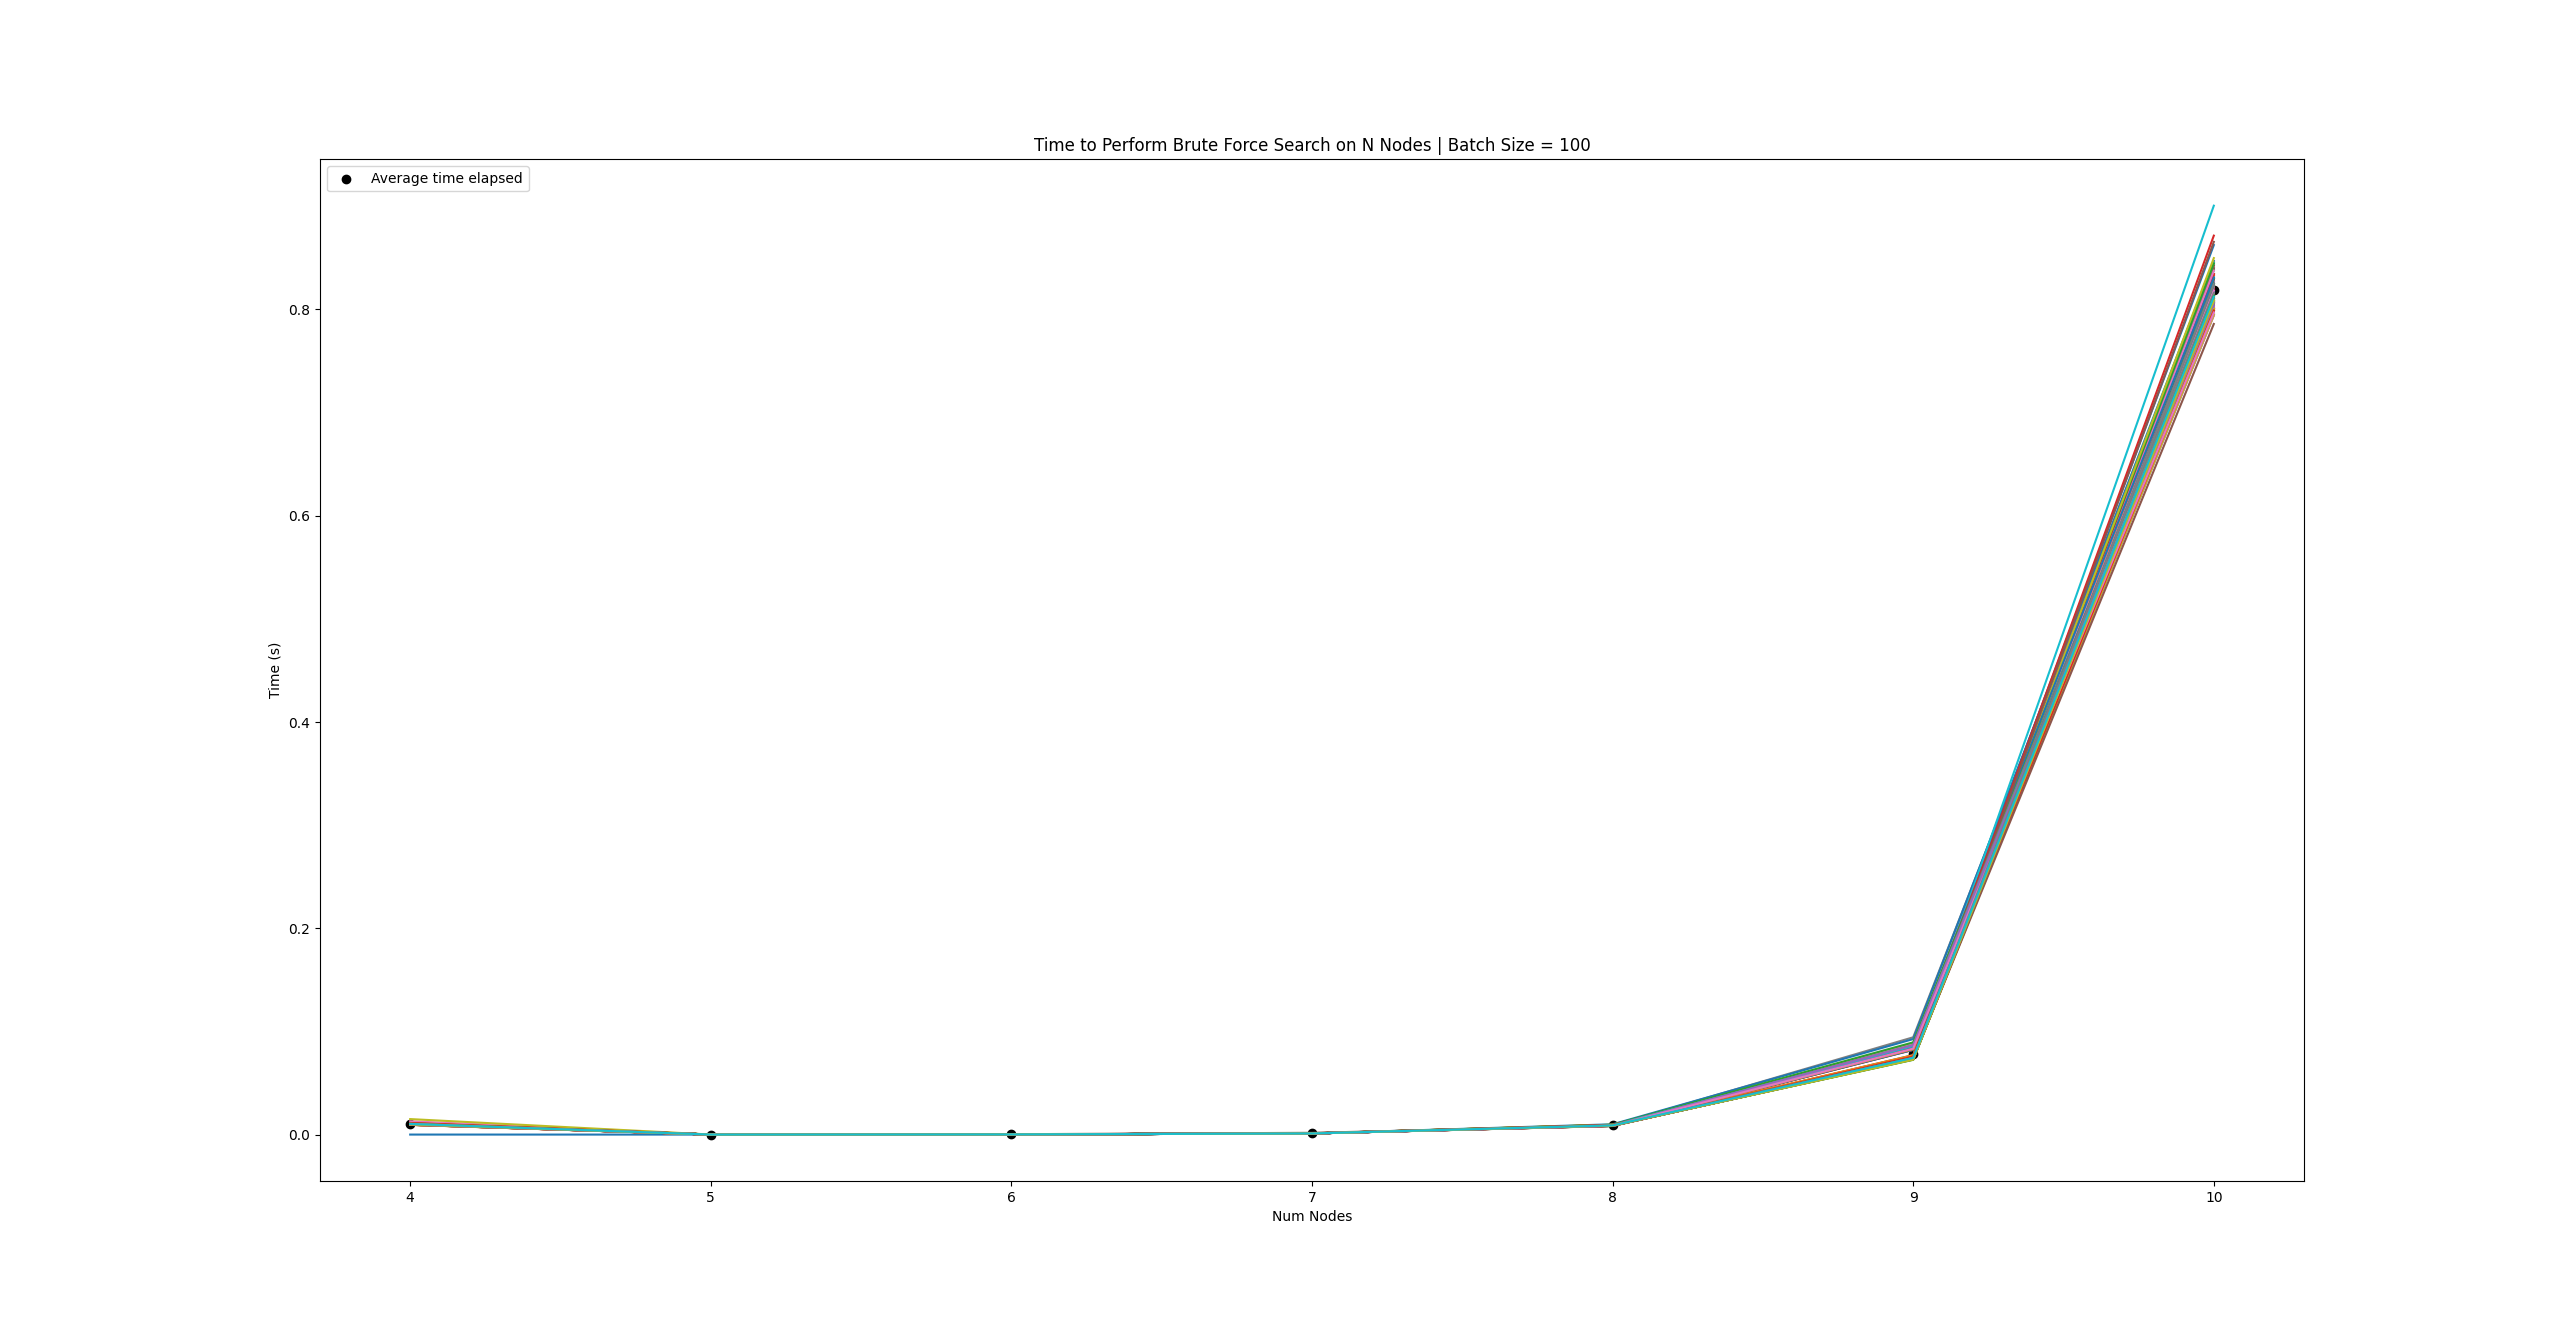 Time to Perform Brute Force Search on N Nodes | Batch Size = 100
Average time elapsed
0.8
0.6
0.4
0.2
0.0
Time (s)
4 5 6 7 8 9 10
Num Nodes